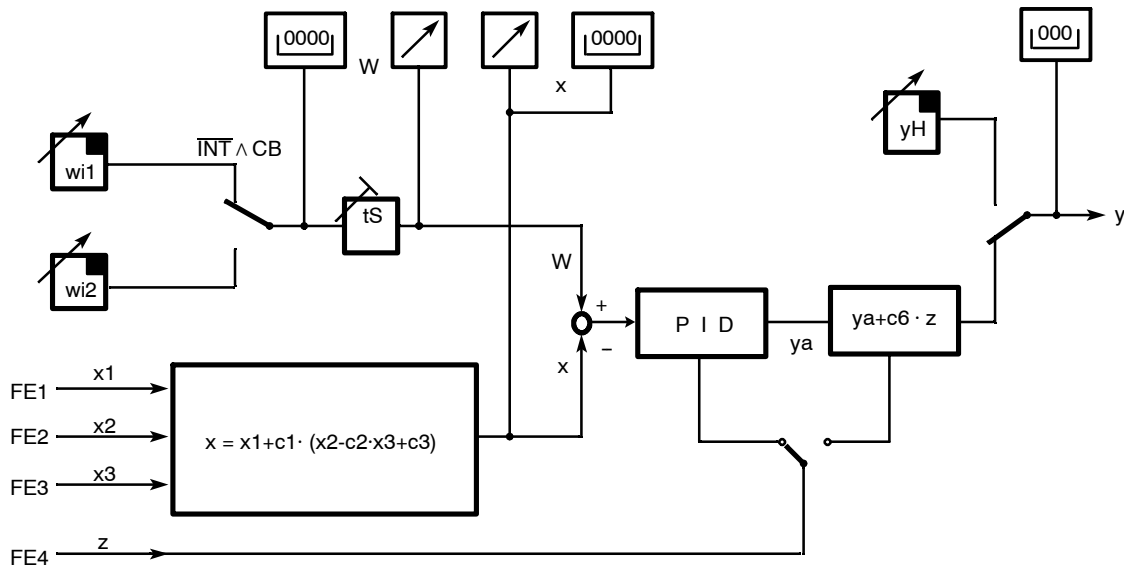 0000
W
x
0000
000
yH
wi1
I̅N̅T̅ ∧ CB
tS
y
wi2
W
+
−
P I D
ya
ya+c6 · z
x
FE1
x1
FE2
x2
x = x1+c1· (x2-c2·x3+c3)
FE3
x3
FE4
z